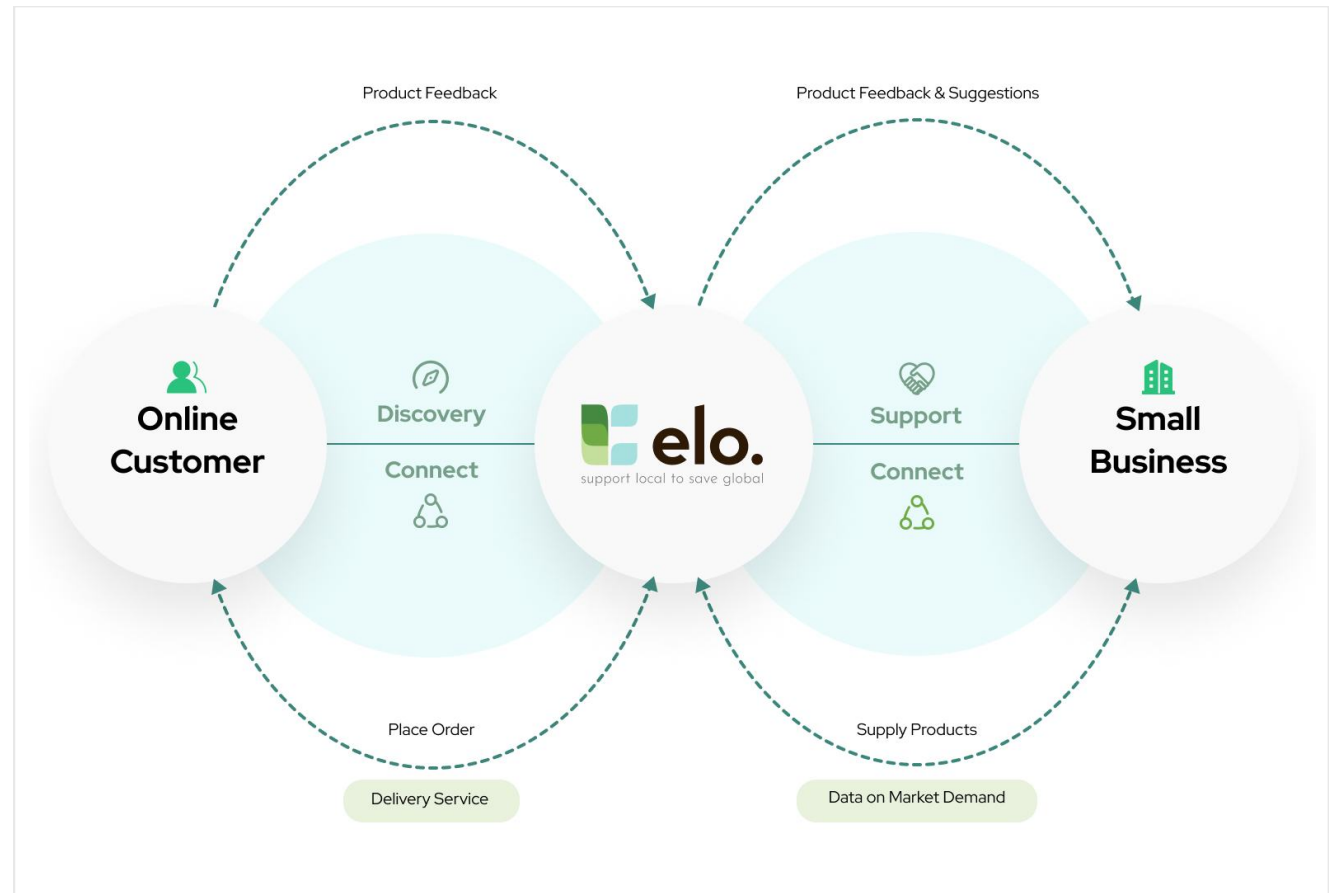 Product Feedback
Product Feedback & Suggestions
Online
Customer
Discovery
Connect
elo.
support local to save global
Support
Connect
Small
Business
Place Order
Delivery Service
Supply Products
Data on Market Demand